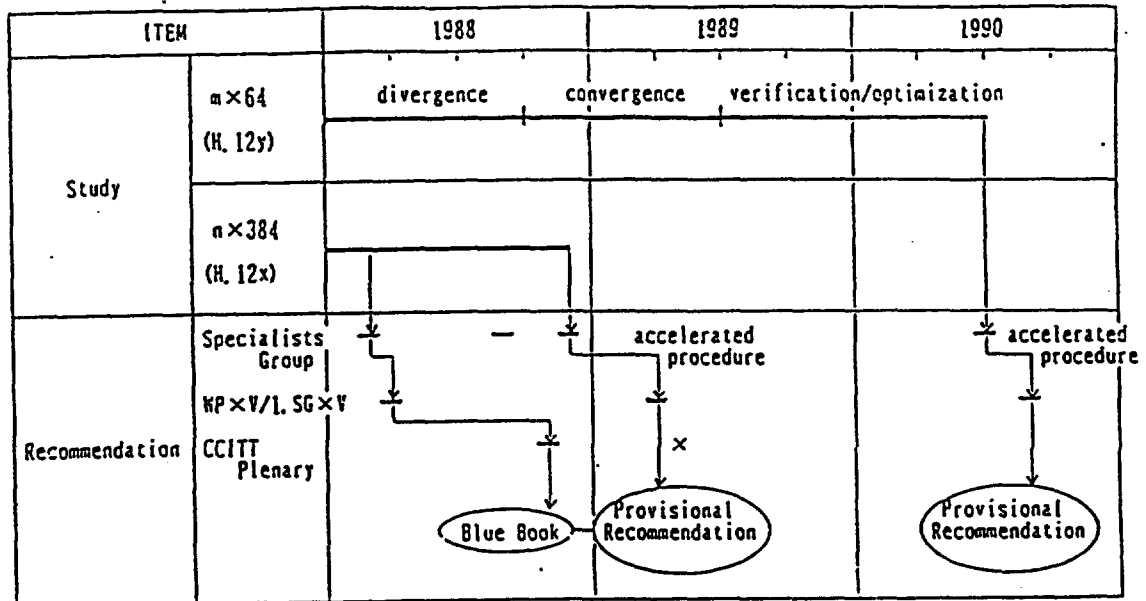 ITEM 1988 1989 1990
m×64 divergence convergence verification/optimization
(H. 12y)
Study
n×384
(H. 12x)
Specialists — accelerated accelerated
Group procedure procedure
WP×V/1. SG×V
Recommendation CCITT ×
Plenary
Provisional Provisional
Blue Book Recommendation Recommendation